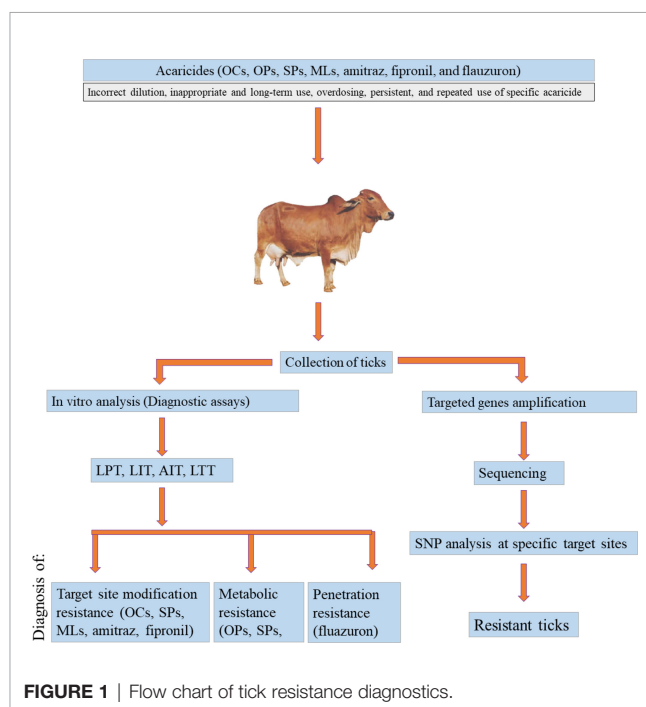 Acaricides (OCs, OPs, SPs, MLs, amitraz, fipronil, and flauzuron)
Incorrect dilution, inappropriate and long-term use, overdosing, persistent, and repeated use of specific acaricide
Collection of ticks
In vitro analysis (Diagnostic assays)
Targeted genes amplification
LPT, LIT, AIT, LTT
Sequencing
SNP analysis at specific target sites
Diagnosis of:
Target site modification
resistance (OCs, SPs,
MLs, amitraz, fipronil)
Metabolic
resistance
(OPs, SPs,
Penetration
resistance
(fluazuron)
Resistant ticks
FIGURE 1 | Flow chart of tick resistance diagnostics.